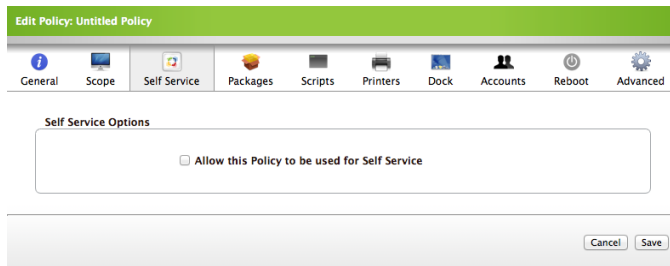 Edit Policy: Untitled Policy
General Scope Self Service Packages Scripts Printers Dock Accounts Reboot Advanced
Self Service Options
Allow this Policy to be used for Self Service
Cancel Save